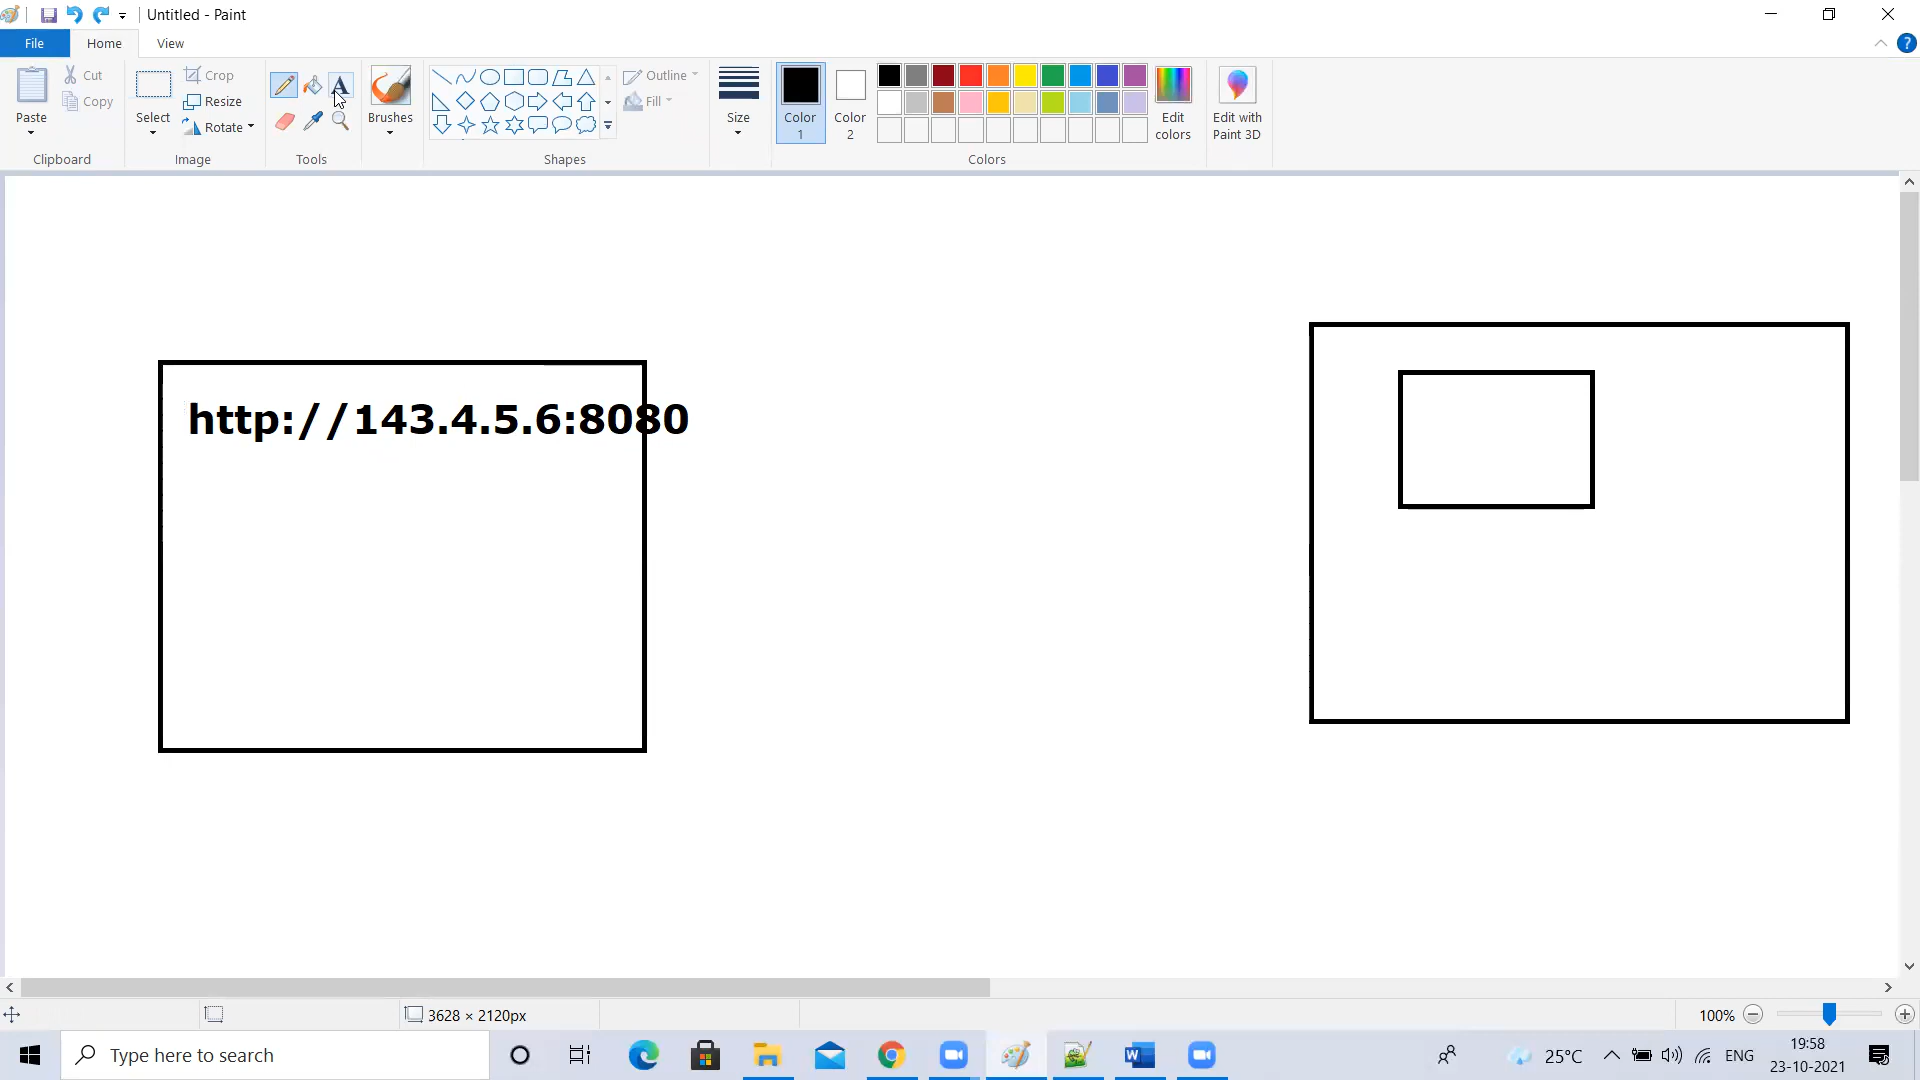 Untitled - Paint
File Home View
Paste
Cut
Copy
Clipboard
Select
Crop
Resize
Rotate
Image
A
Tools
Brushes
Outline
Fill
Shapes
Size
Color 1
Color 2
Edit colors
Colors
Edit with Paint 3D
http://143.4.5.6:8080
3628 × 2120px
100%
Type here to search
25°C
ENG
19:58
23-10-2021